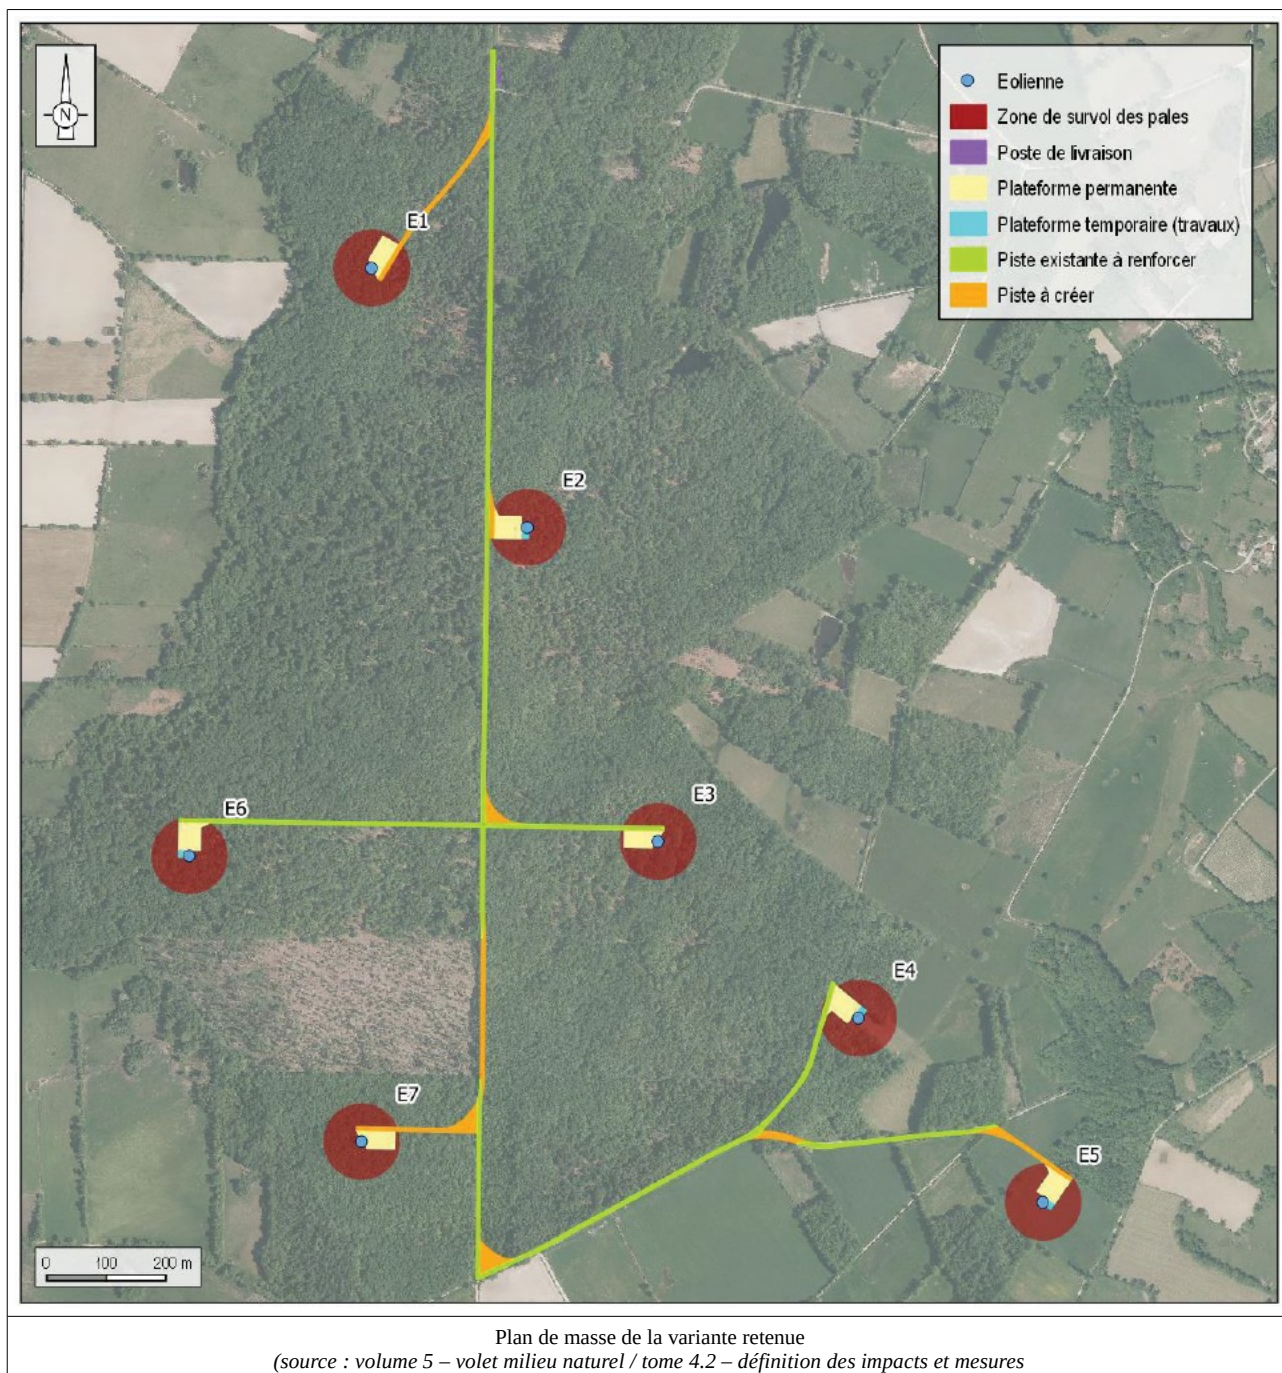 N
Eolienne
Zone de survol des pales
Poste de livraison
Plateforme permanente
Plateforme temporaire (travaux)
Piste existante à renforcer
Piste à créer
E1
E2
E3
E6
E4
E7
E5
0 100 200 m
Plan de masse de la variante retenue
(source : volume 5 – volet milieu naturel / tome 4.2 – définition des impacts et mesures